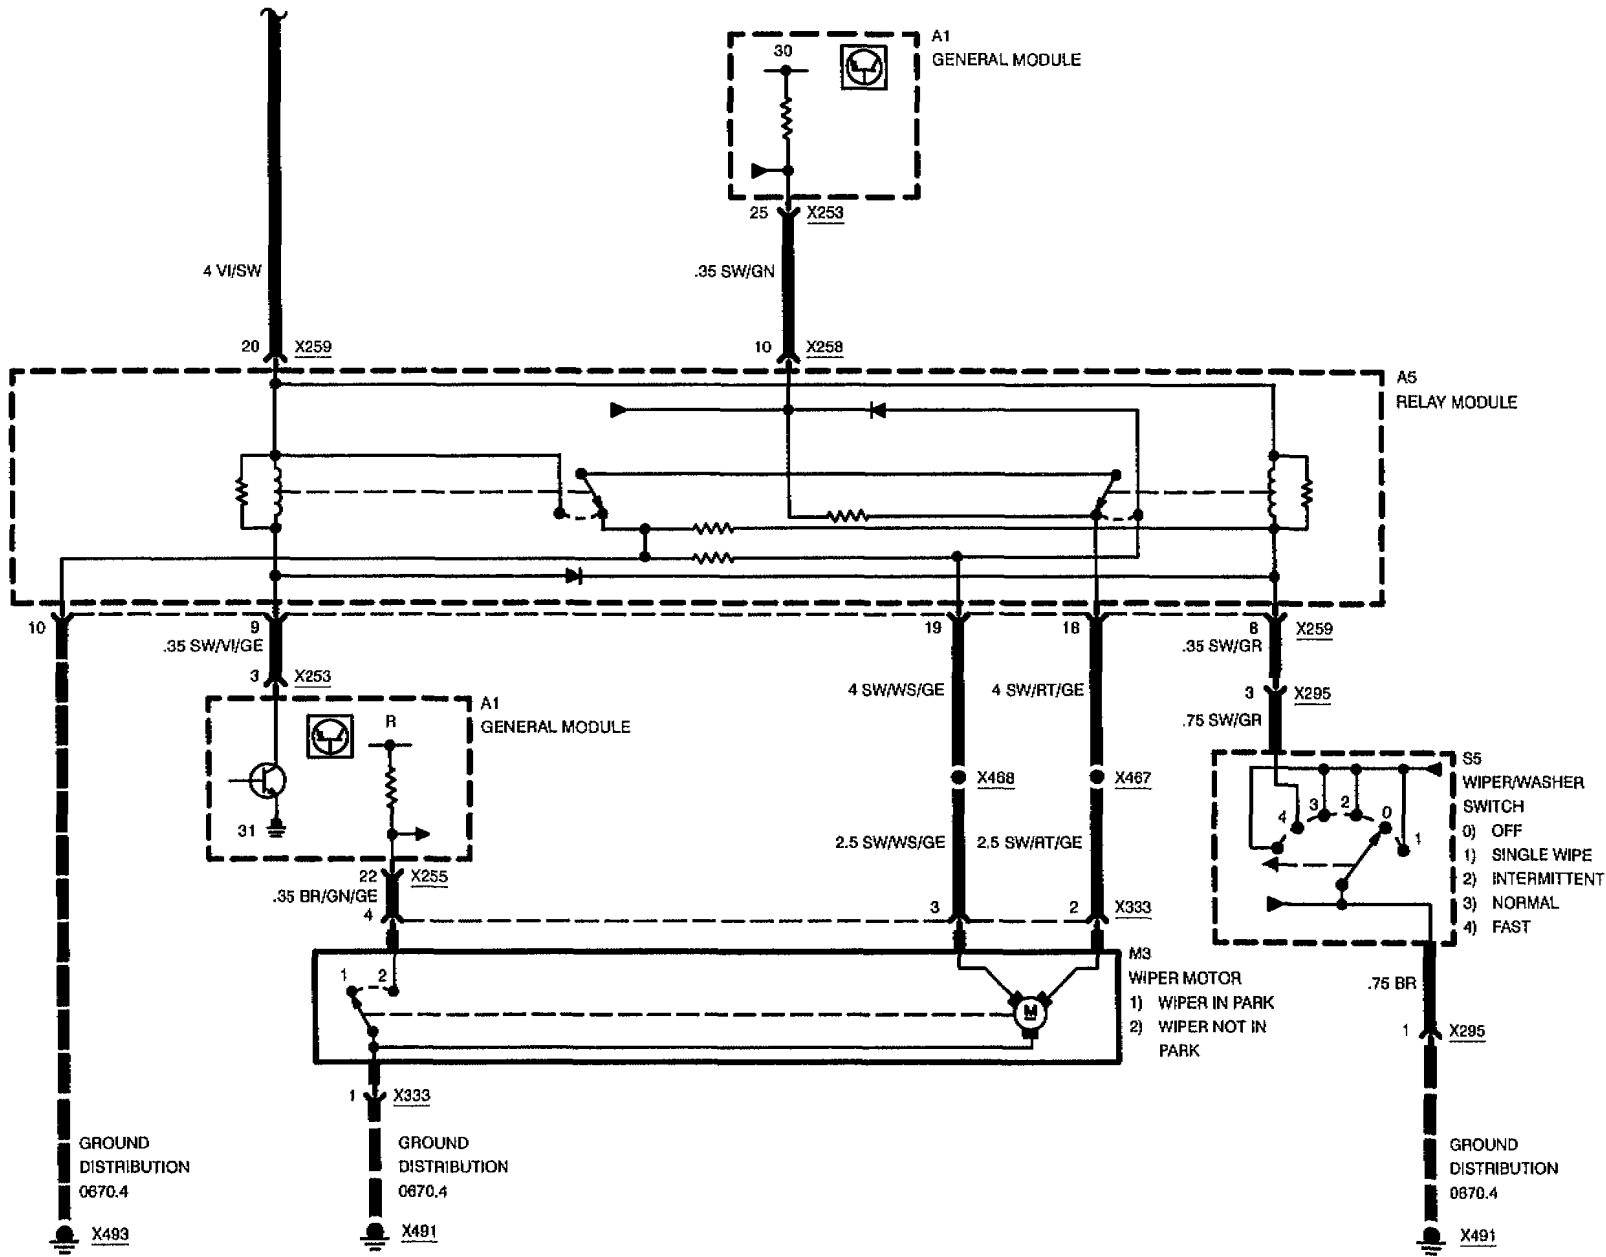 A1
GENERAL MODULE
30
25 X253
4 VI/SW
.35 SW/GN
20 X259
10 X258
A5
RELAY MODULE
10
9
19
18
8 X259
.35 SW/VI/GE
.35 SW/GR
3 X253
4 SW/WS/GE
4 SW/RT/GE
3 X295
.75 SW/GR
A1
GENERAL MODULE
R
31
X468
X467
S5
WIPER/WASHER
SWITCH
0) OFF
1) SINGLE WIPE
2) INTERMITTENT
3) NORMAL
4) FAST
4
3
2
0
1
2.5 SW/WS/GE
2.5 SW/RT/GE
22 X255
.35 BR/GN/GE
4
3
2 X333
M3
WIPER MOTOR
1) WIPER IN PARK
2) WIPER NOT IN
PARK
1
2
M
.75 BR
1 X295
1 X333
GROUND
DISTRIBUTION
0670.4
X493
GROUND
DISTRIBUTION
0670.4
X491
GROUND
DISTRIBUTION
0670.4
X491